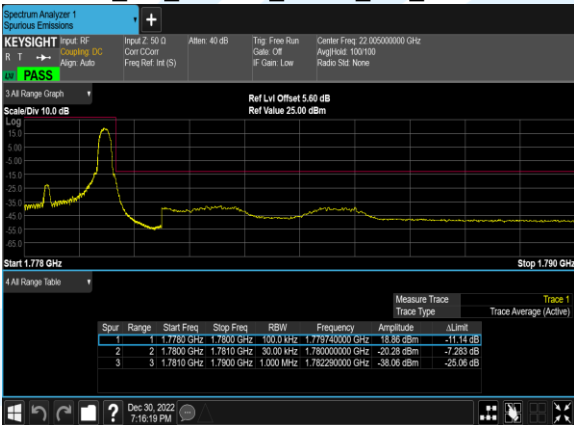 Spectrum Analyzer 1
Spurious Emissions
+
KEYSIGHT Input: RF Input Z: 50 Ω Atten: 40 dB Trig: Free Run Center Freq: 22.005000000 GHz
R T Coupling: DC Corr CCorr Gate: Off Avg|Hold: 100/100
Align: Auto Freq Ref: Int (S) IF Gain: Low Radio Std: None
PASS
3 All Range Graph
Ref Lvl Offset 5.60 dB
Scale/Div 10.0 dB Ref Value 25.00 dBm
Log
15.0
5.00
-5.00
-15.0
-25.0
-35.0
-45.0
-55.0
-65.0
Start 1.778 GHz Stop 1.790 GHz
4 All Range Table
Measure Trace Trace 1
Trace Type Trace Average (Active)
Spur Range Start Freq Stop Freq RBW Frequency Amplitude ΔLimit
1 1 1.7780 GHz 1.7800 GHz 100.0 kHz 1.779740000 GHz 18.86 dBm -11.14 dB
2 2 1.7800 GHz 1.7810 GHz 30.00 kHz 1.780000000 GHz -20.28 dBm -7.283 dB
3 3 1.7810 GHz 1.7900 GHz 1.000 MHz 1.782290000 GHz -38.06 dBm -25.06 dB
? Dec 30, 2022
7:16:19 PM